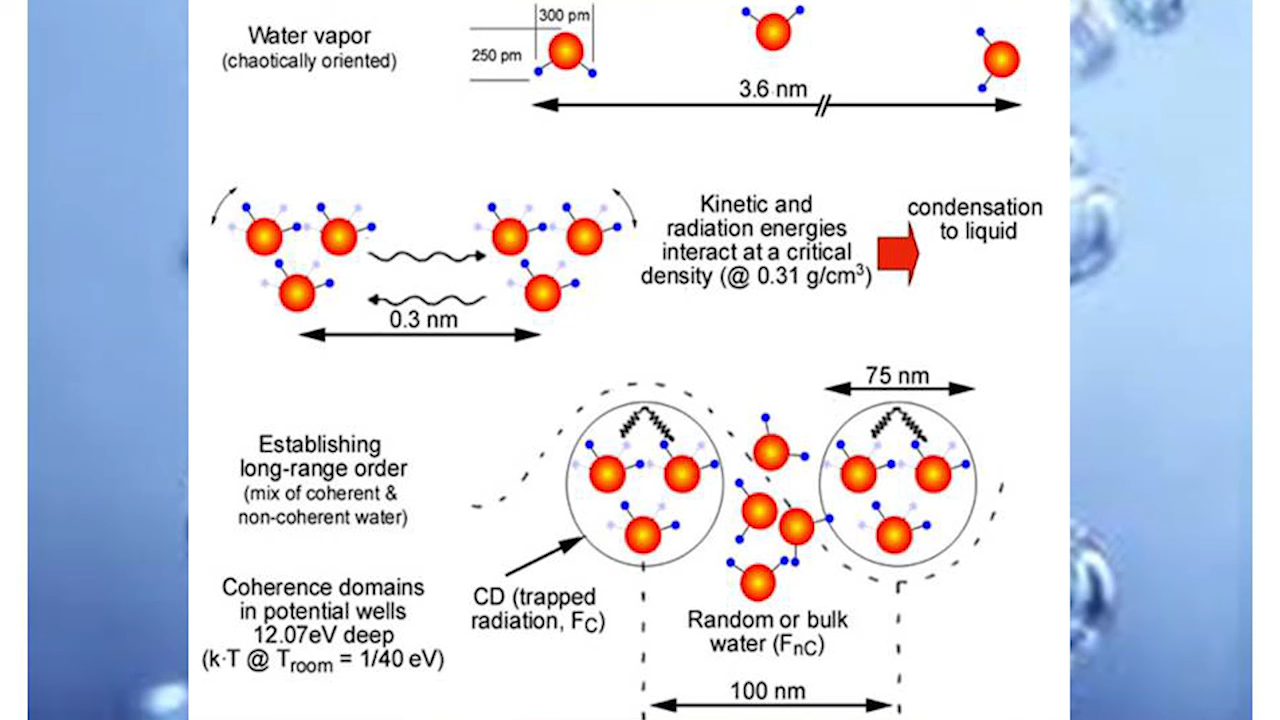 Water vapor
(chaotically oriented)
300 pm
250 pm
3.6 nm
0.3 nm
Kinetic and
radiation energies
interact at a critical
density (@ 0.31 g/cm³)
condensation
to liquid
Establishing
long-range order
(mix of coherent &
non-coherent water)
75 nm
Coherence domains
in potential wells
12.07eV deep
(k·T @ Troom = 1/40 eV)
CD (trapped
radiation, FC)
Random or bulk
water (FnC)
100 nm